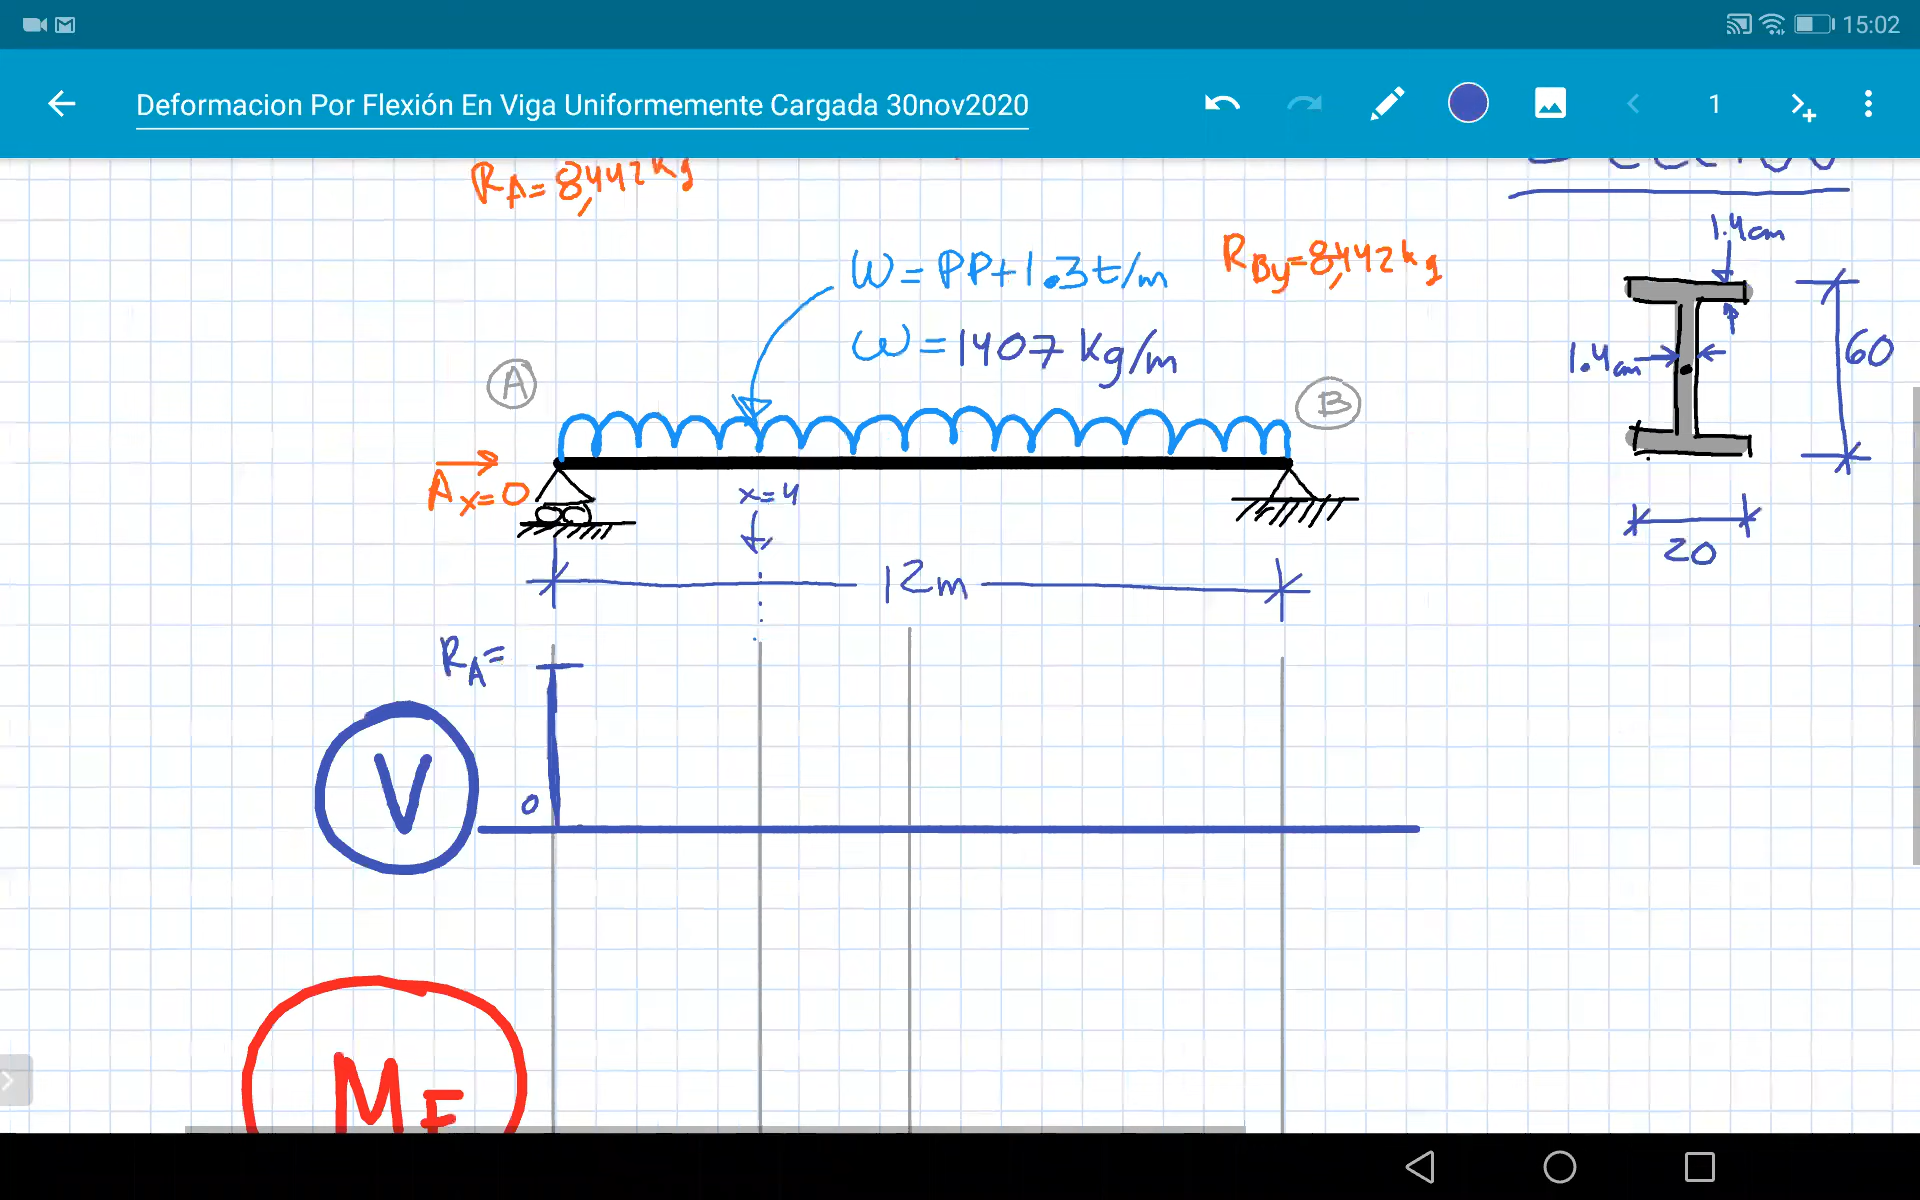 15:02
Deformacion Por Flexión En Viga Uniformemente Cargada 30nov2020
1
RA= 8,442kg
W = PP+1.3t/m
RBy=8,442kg
1.4cm
W = 1407 kg/m
60
1.4cm
A
B
Ax=0
x=4
20
12m
RA=
V
0
MF